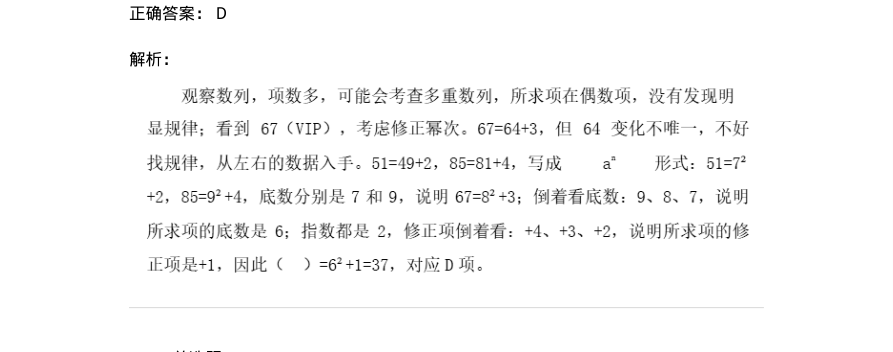 正确答案： D
解析：
观察数列，项数多，可能会考查多重数列，所求项在偶数项，没有发现明
显规律；看到 67（VIP），考虑修正幂次。67=64+3，但 64 变化不唯一，不好
找规律，从左右的数据入手。51=49+2，85=81+4，写成 aⁿ 形式：51=7²
+2，85=9²+4，底数分别是 7 和 9，说明 67=8²+3；倒着看底数：9、8、7，说明
所求项的底数是 6；指数都是 2，修正项倒着看：+4、+3、+2，说明所求项的修
正项是+1，因此（ ）=6²+1=37，对应 D 项。